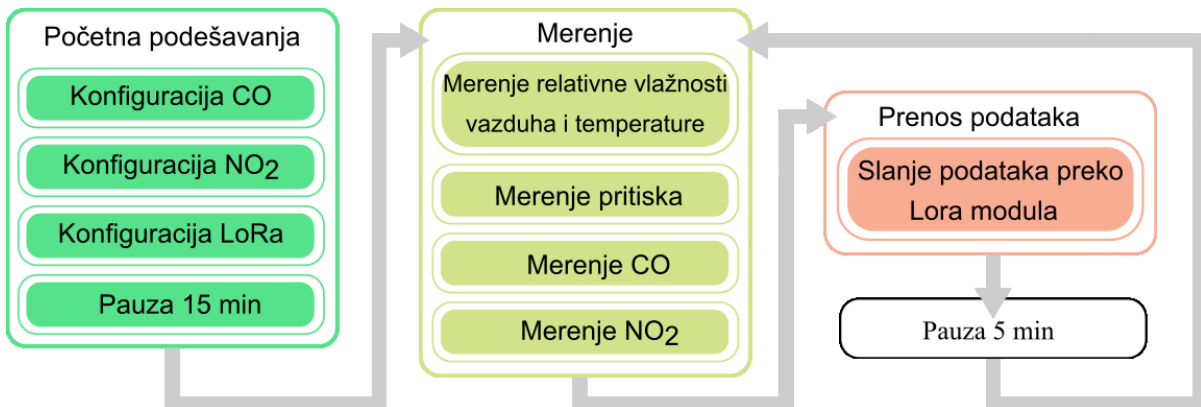 Početna podešavanja
Konfiguracija CO
Konfiguracija NO2
Konfiguracija LoRa
Pauza 15 min
Merenje
Merenje relativne vlažnosti
vazduha i temperature
Merenje pritiska
Merenje CO
Merenje NO2
Prenos podataka
Slanje podataka preko
Lora modula
Pauza 5 min